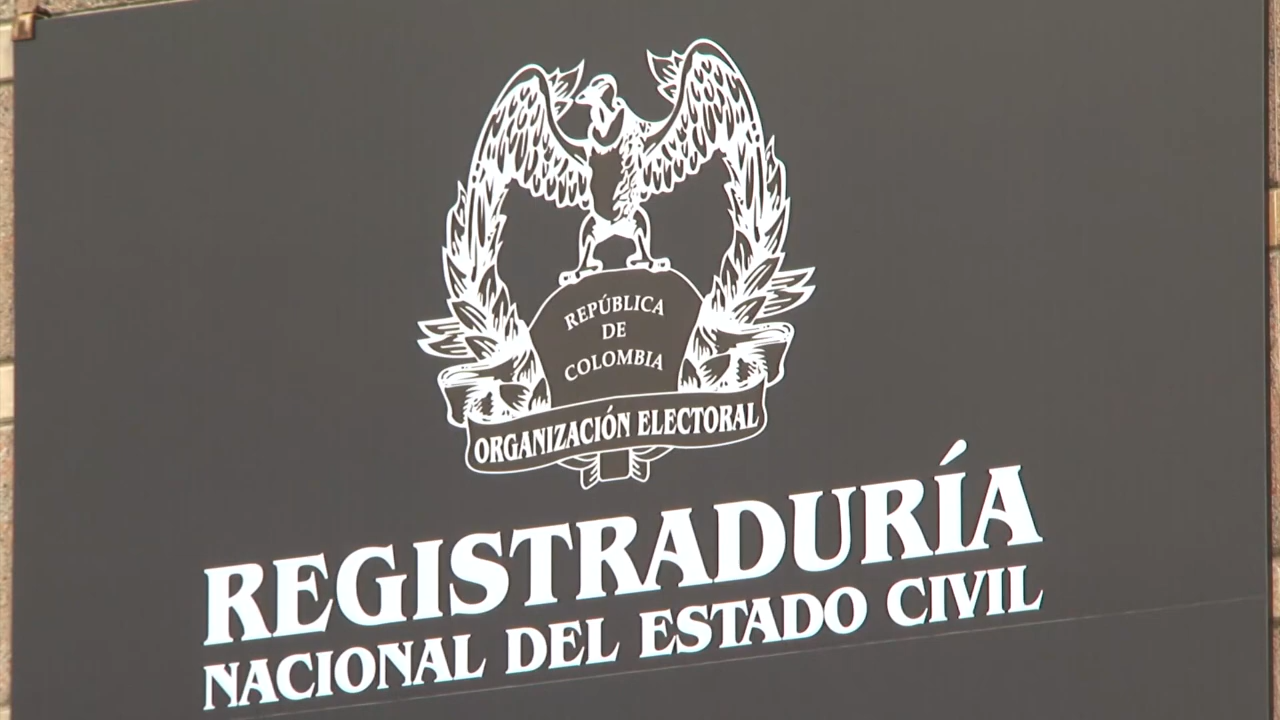 REPÚBLICA
DE
COLOMBIA
ORGANIZACIÓN ELECTORAL
REGISTRADURÍA
NACIONAL DEL ESTADO CIVIL